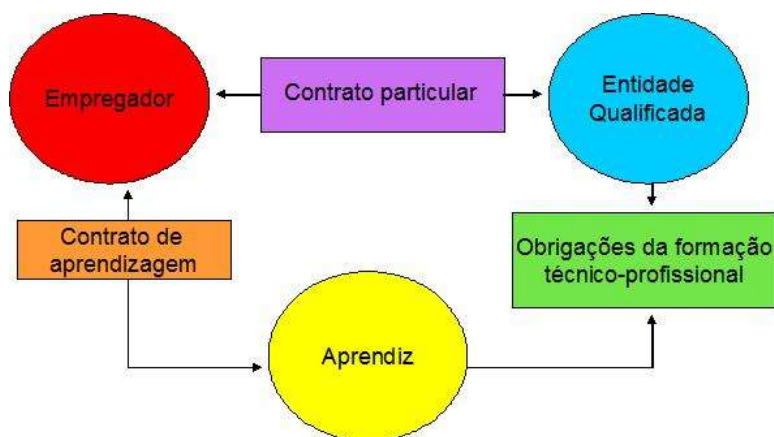 Empregador
Contrato particular
Entidade
Qualificada
Contrato de
aprendizagem
Obrigações da formação
técnico-profissional
Aprendiz